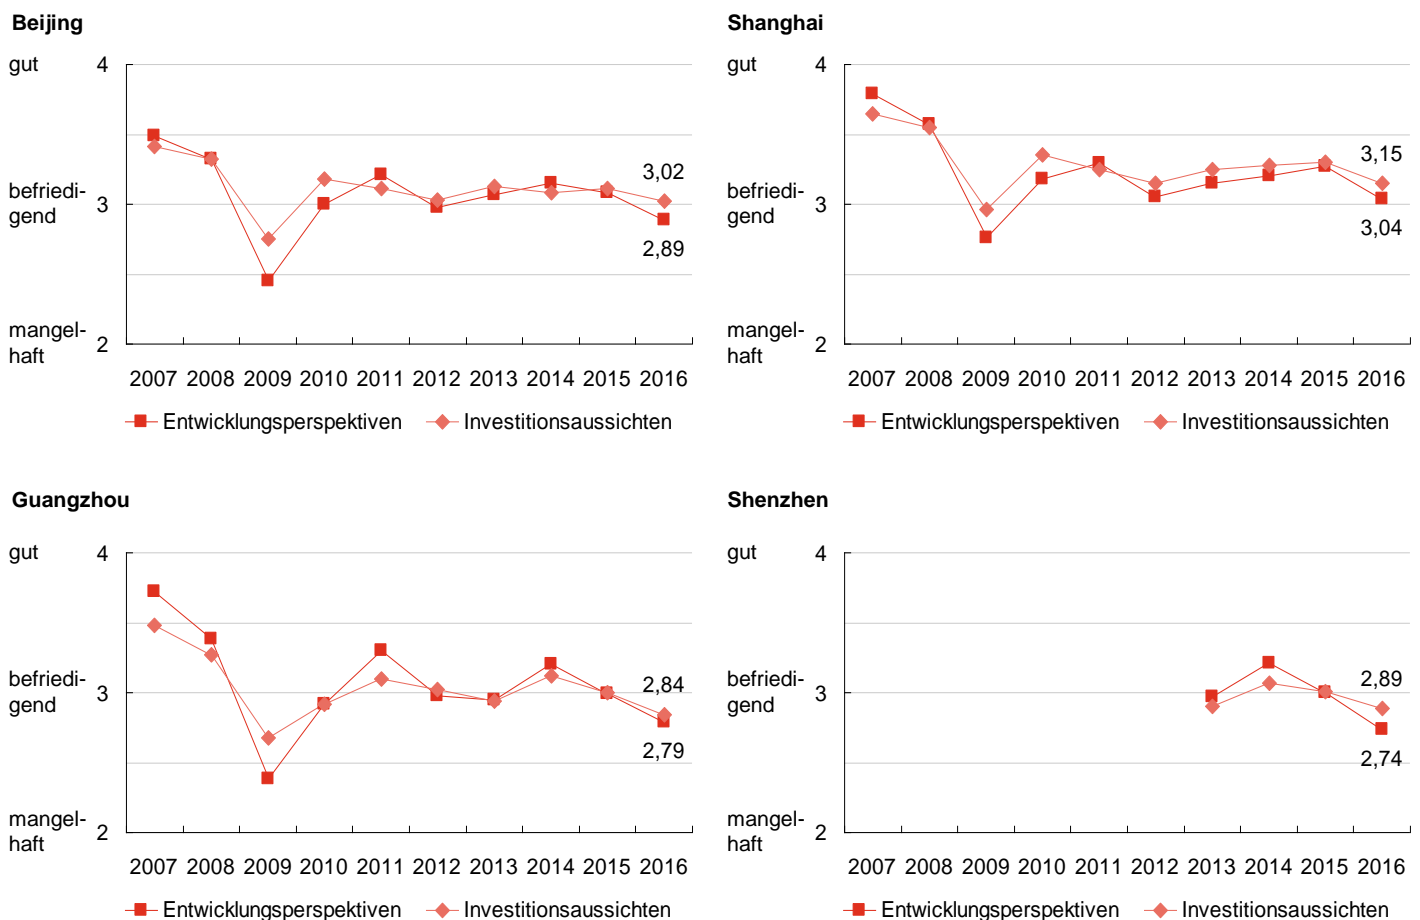 Beijing
gut 4
3,02
befriedi-
gend 3
2,89
mangel-
haft 2
2007 2008 2009 2010 2011 2012 2013 2014 2015 2016
Entwicklungsperspektiven Investitionsaussichten
Shanghai
gut 4
3,15
befriedi-
gend 3
3,04
mangel-
haft 2
2007 2008 2009 2010 2011 2012 2013 2014 2015 2016
Entwicklungsperspektiven Investitionsaussichten
Guangzhou
gut 4
2,84
befriedi-
gend 3
2,79
mangel-
haft 2
2007 2008 2009 2010 2011 2012 2013 2014 2015 2016
Entwicklungsperspektiven Investitionsaussichten
Shenzhen
gut 4
2,89
befriedi-
gend 3
2,74
mangel-
haft 2
2007 2008 2009 2010 2011 2012 2013 2014 2015 2016
Entwicklungsperspektiven Investitionsaussichten